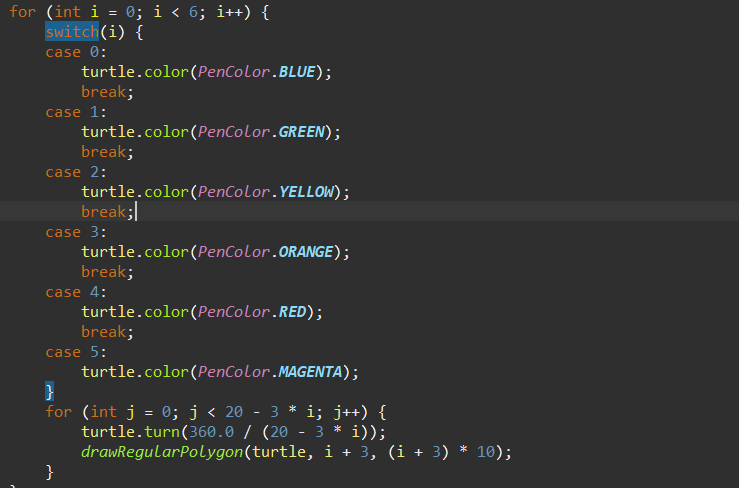 for (int i = 0; i < 6; i++) {
    switch(i) {
    case 0:
        turtle.color(PenColor.BLUE);
        break;
    case 1:
        turtle.color(PenColor.GREEN);
        break;
    case 2:
        turtle.color(PenColor.YELLOW);
        break;
    case 3:
        turtle.color(PenColor.ORANGE);
        break;
    case 4:
        turtle.color(PenColor.RED);
        break;
    case 5:
        turtle.color(PenColor.MAGENTA);
    }
    for (int j = 0; j < 20 - 3 * i; j++) {
        turtle.turn(360.0 / (20 - 3 * i));
        drawRegularPolygon(turtle, i + 3, (i + 3) * 10);
    }
}